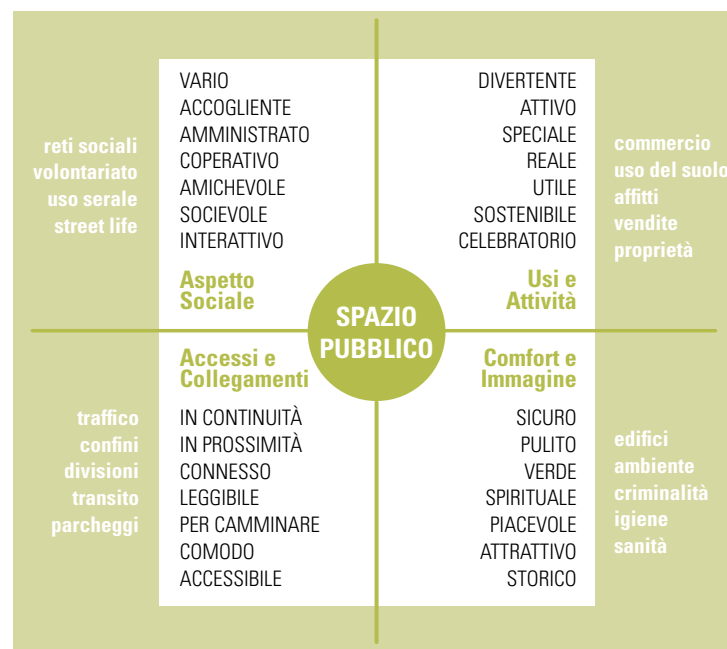 reti sociali
volontariato
uso serale
street life
VARIO
ACCOGLIENTE
AMMINISTRATO
COPERATIVO
AMICHEVOLE
SOCIEVOLE
INTERATTIVO
Aspetto
Sociale
DIVERTENTE
ATTIVO
SPECIALE
REALE
UTILE
SOSTENIBILE
CELEBRATORIO
Usi e
Attività
commercio
uso del suolo
affitti
vendite
proprietà
SPAZIO
PUBBLICO
traffico
confini
divisioni
transito
parcheggi
Accessi e
Collegamenti
IN CONTINUITÀ
IN PROSSIMITÀ
CONNESSO
LEGGIBILE
PER CAMMINARE
COMODO
ACCESSIBILE
Comfort e
Immagine
SICURO
PULITO
VERDE
SPIRITUALE
PIACEVOLE
ATTRATTIVO
STORICO
edifici
ambiente
criminalità
igiene
sanità